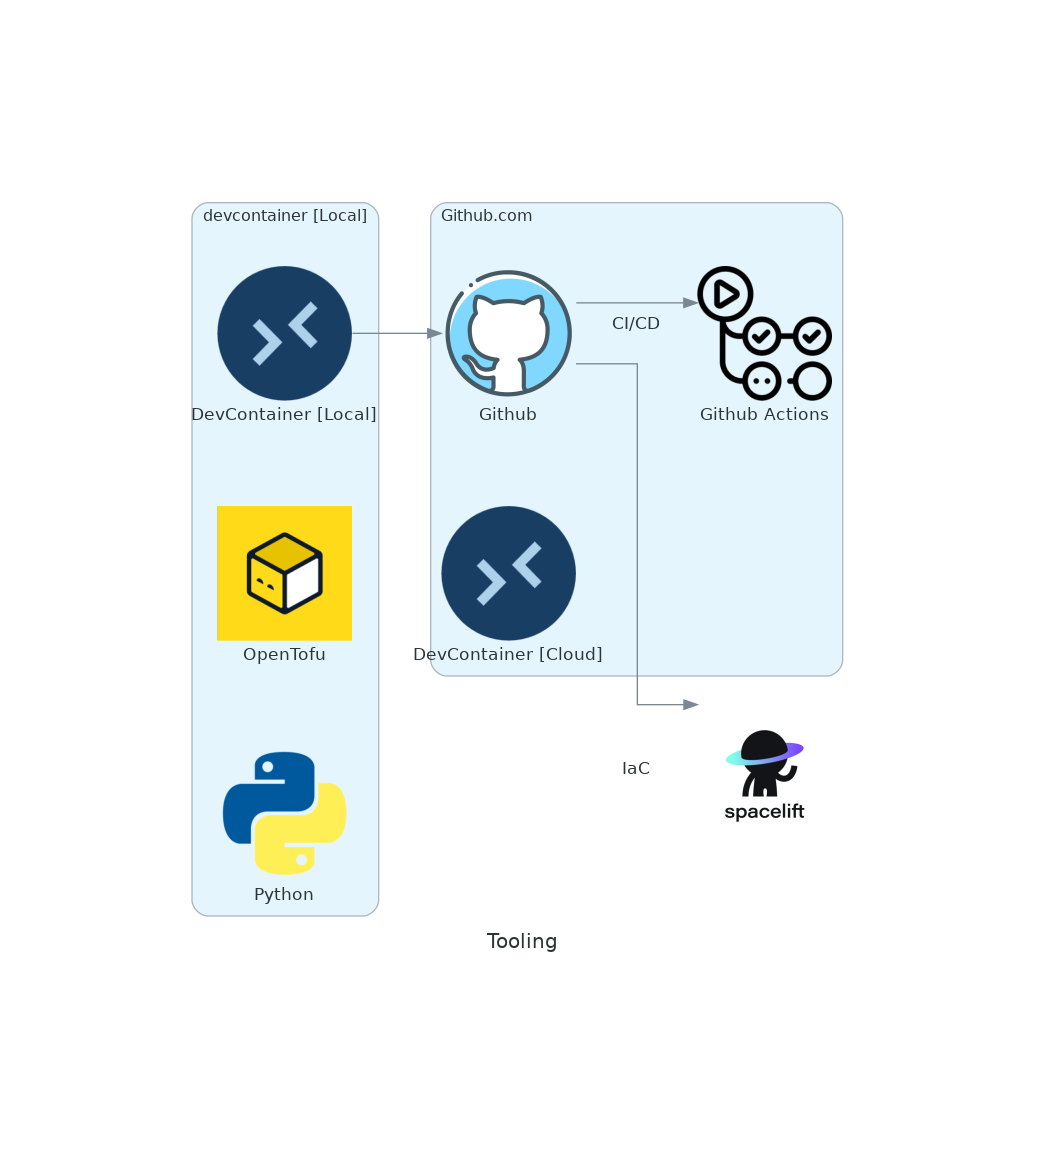 devcontainer [Local]
Github.com
CI/CD
DevContainer [Local]
Github
Github Actions
OpenTofu
DevContainer [Cloud]
IaC
spacelift
Python
Tooling